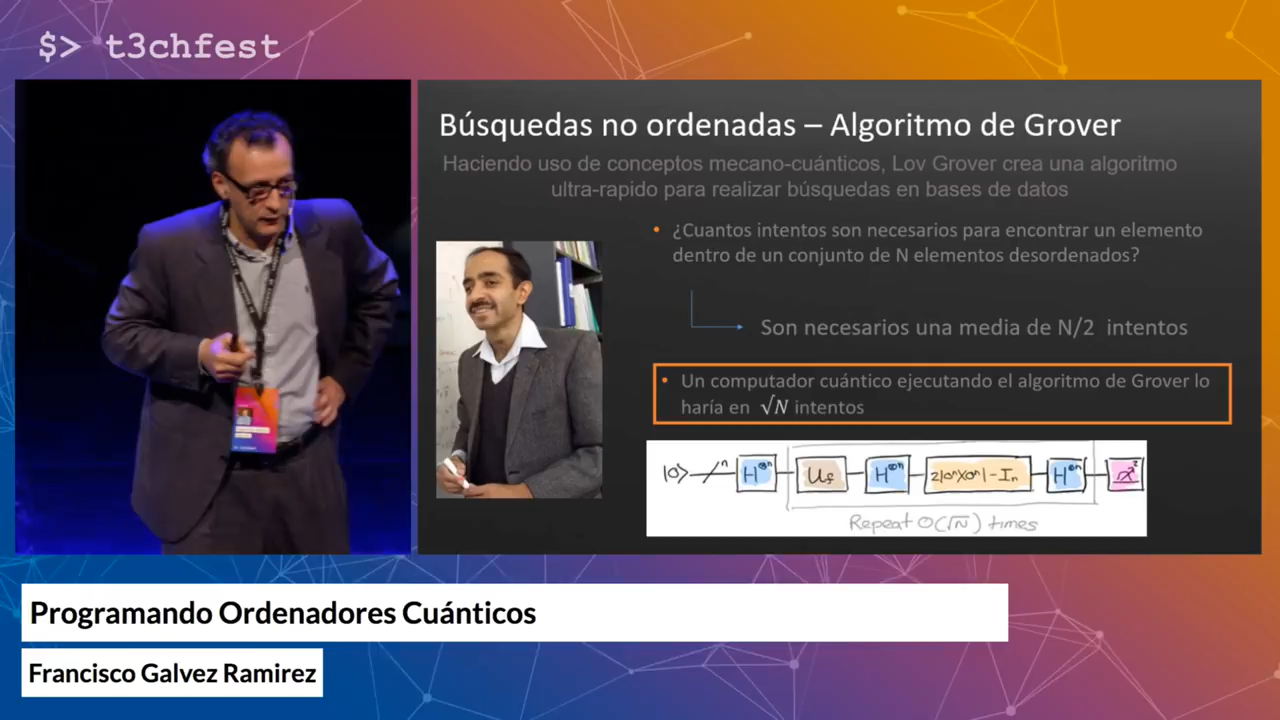 $> t3chfest
Búsquedas no ordenadas – Algoritmo de Grover
Haciendo uso de conceptos mecano-cuánticos, Lov Grover crea una algoritmo
ultra-rapido para realizar búsquedas en bases de datos
• ¿Cuantos intentos son necesarios para encontrar un elemento
dentro de un conjunto de N elementos desordenados?
Son necesarios una media de N/2 intentos
• Un computador cuántico ejecutando el algoritmo de Grover lo
haría en √N intentos
|0⟩ n H⊗n U_f H⊗n 2|0ⁿ⟩⟨0ⁿ| - Iₙ H⊗n
Repeat O(√N) times
Programando Ordenadores Cuánticos
Francisco Galvez Ramirez